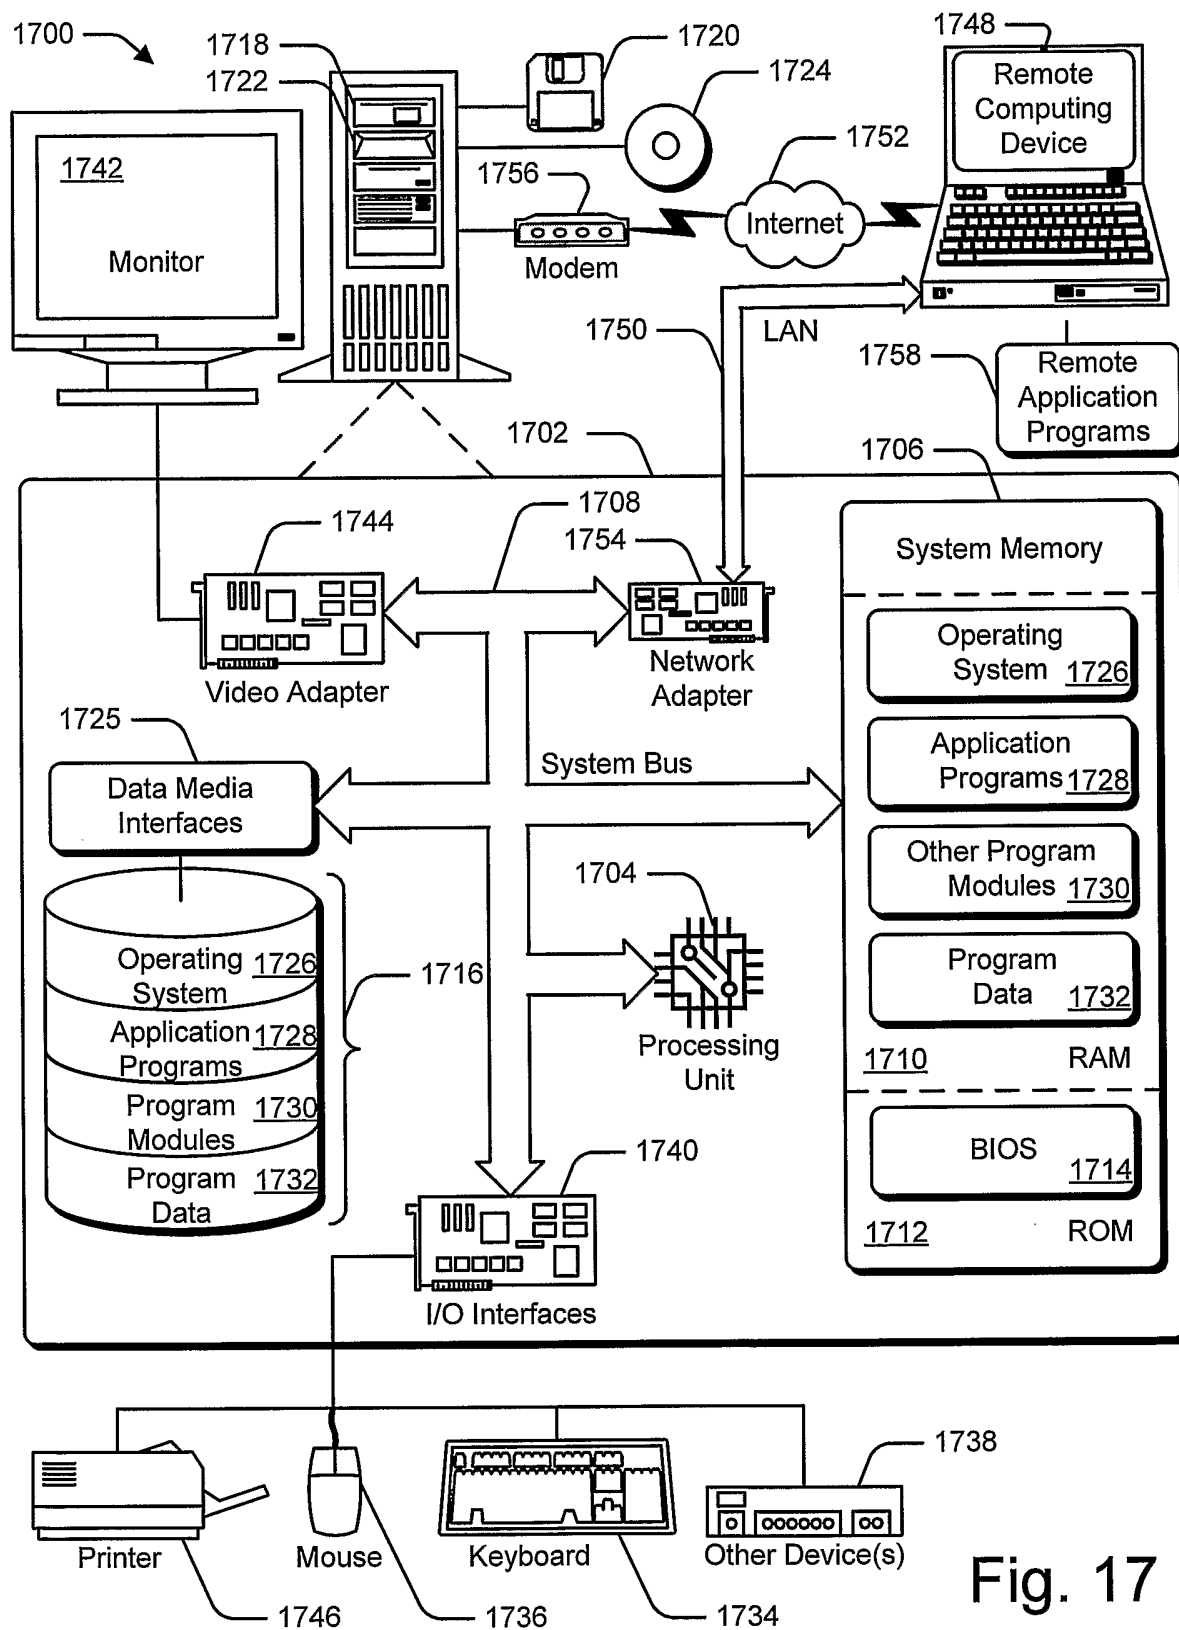 1700
1718
1722
1720
1724
1748
Remote
Computing
Device
1742
Monitor
1756
Modem
1752
Internet
1750
LAN
1758
Remote
Application
Programs
1702
1706
1708
1744
1754
Video Adapter
Network
Adapter
System Memory
Operating
System 1726
Application
Programs 1728
Other Program
Modules 1730
Program
Data 1732
1710 RAM
BIOS
1714
1712 ROM
1725
Data Media
Interfaces
System Bus
Operating
System 1726
Application
Programs 1728
Program
Modules 1730
Program
Data 1732
1716
1704
Processing
Unit
1740
I/O Interfaces
Printer
1746
Mouse
1736
Keyboard
1734
Other Device(s)
1738
Fig. 17